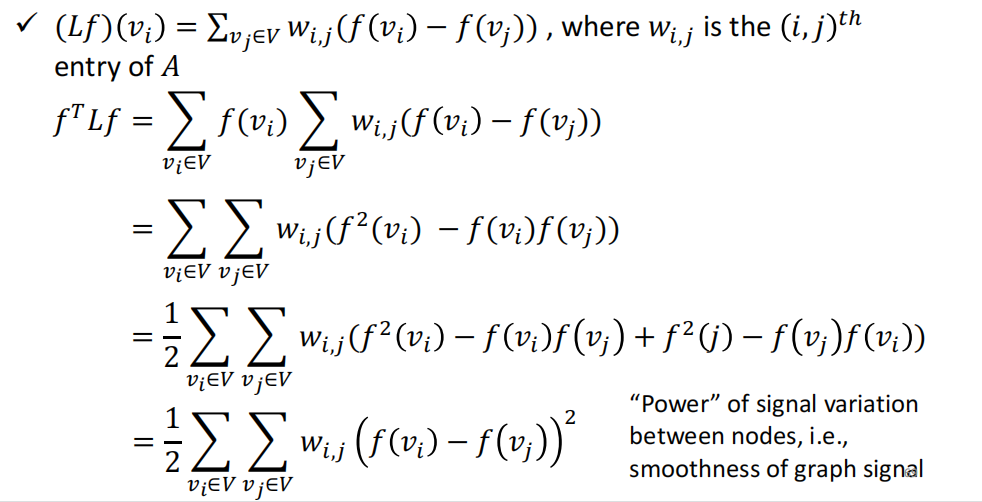 ✓ (Lf)(v_i) = ∑_{v_j∈V} w_{i,j}(f(v_i) − f(v_j)) , where w_{i,j} is the (i,j)^{th}
entry of A
f^T Lf = ∑_{v_i∈V} f(v_i) ∑_{v_j∈V} w_{i,j}(f(v_i) − f(v_j))
= ∑_{v_i∈V} ∑_{v_j∈V} w_{i,j}(f^2(v_i) − f(v_i)f(v_j))
= 1/2 ∑_{v_i∈V} ∑_{v_j∈V} w_{i,j}(f^2(v_i) − f(v_i)f(v_j) + f^2(j) − f(v_j)f(v_i))
= 1/2 ∑_{v_i∈V} ∑_{v_j∈V} w_{i,j} (f(v_i) − f(v_j))^2
“Power” of signal variation
between nodes, i.e.,
smoothness of graph signal